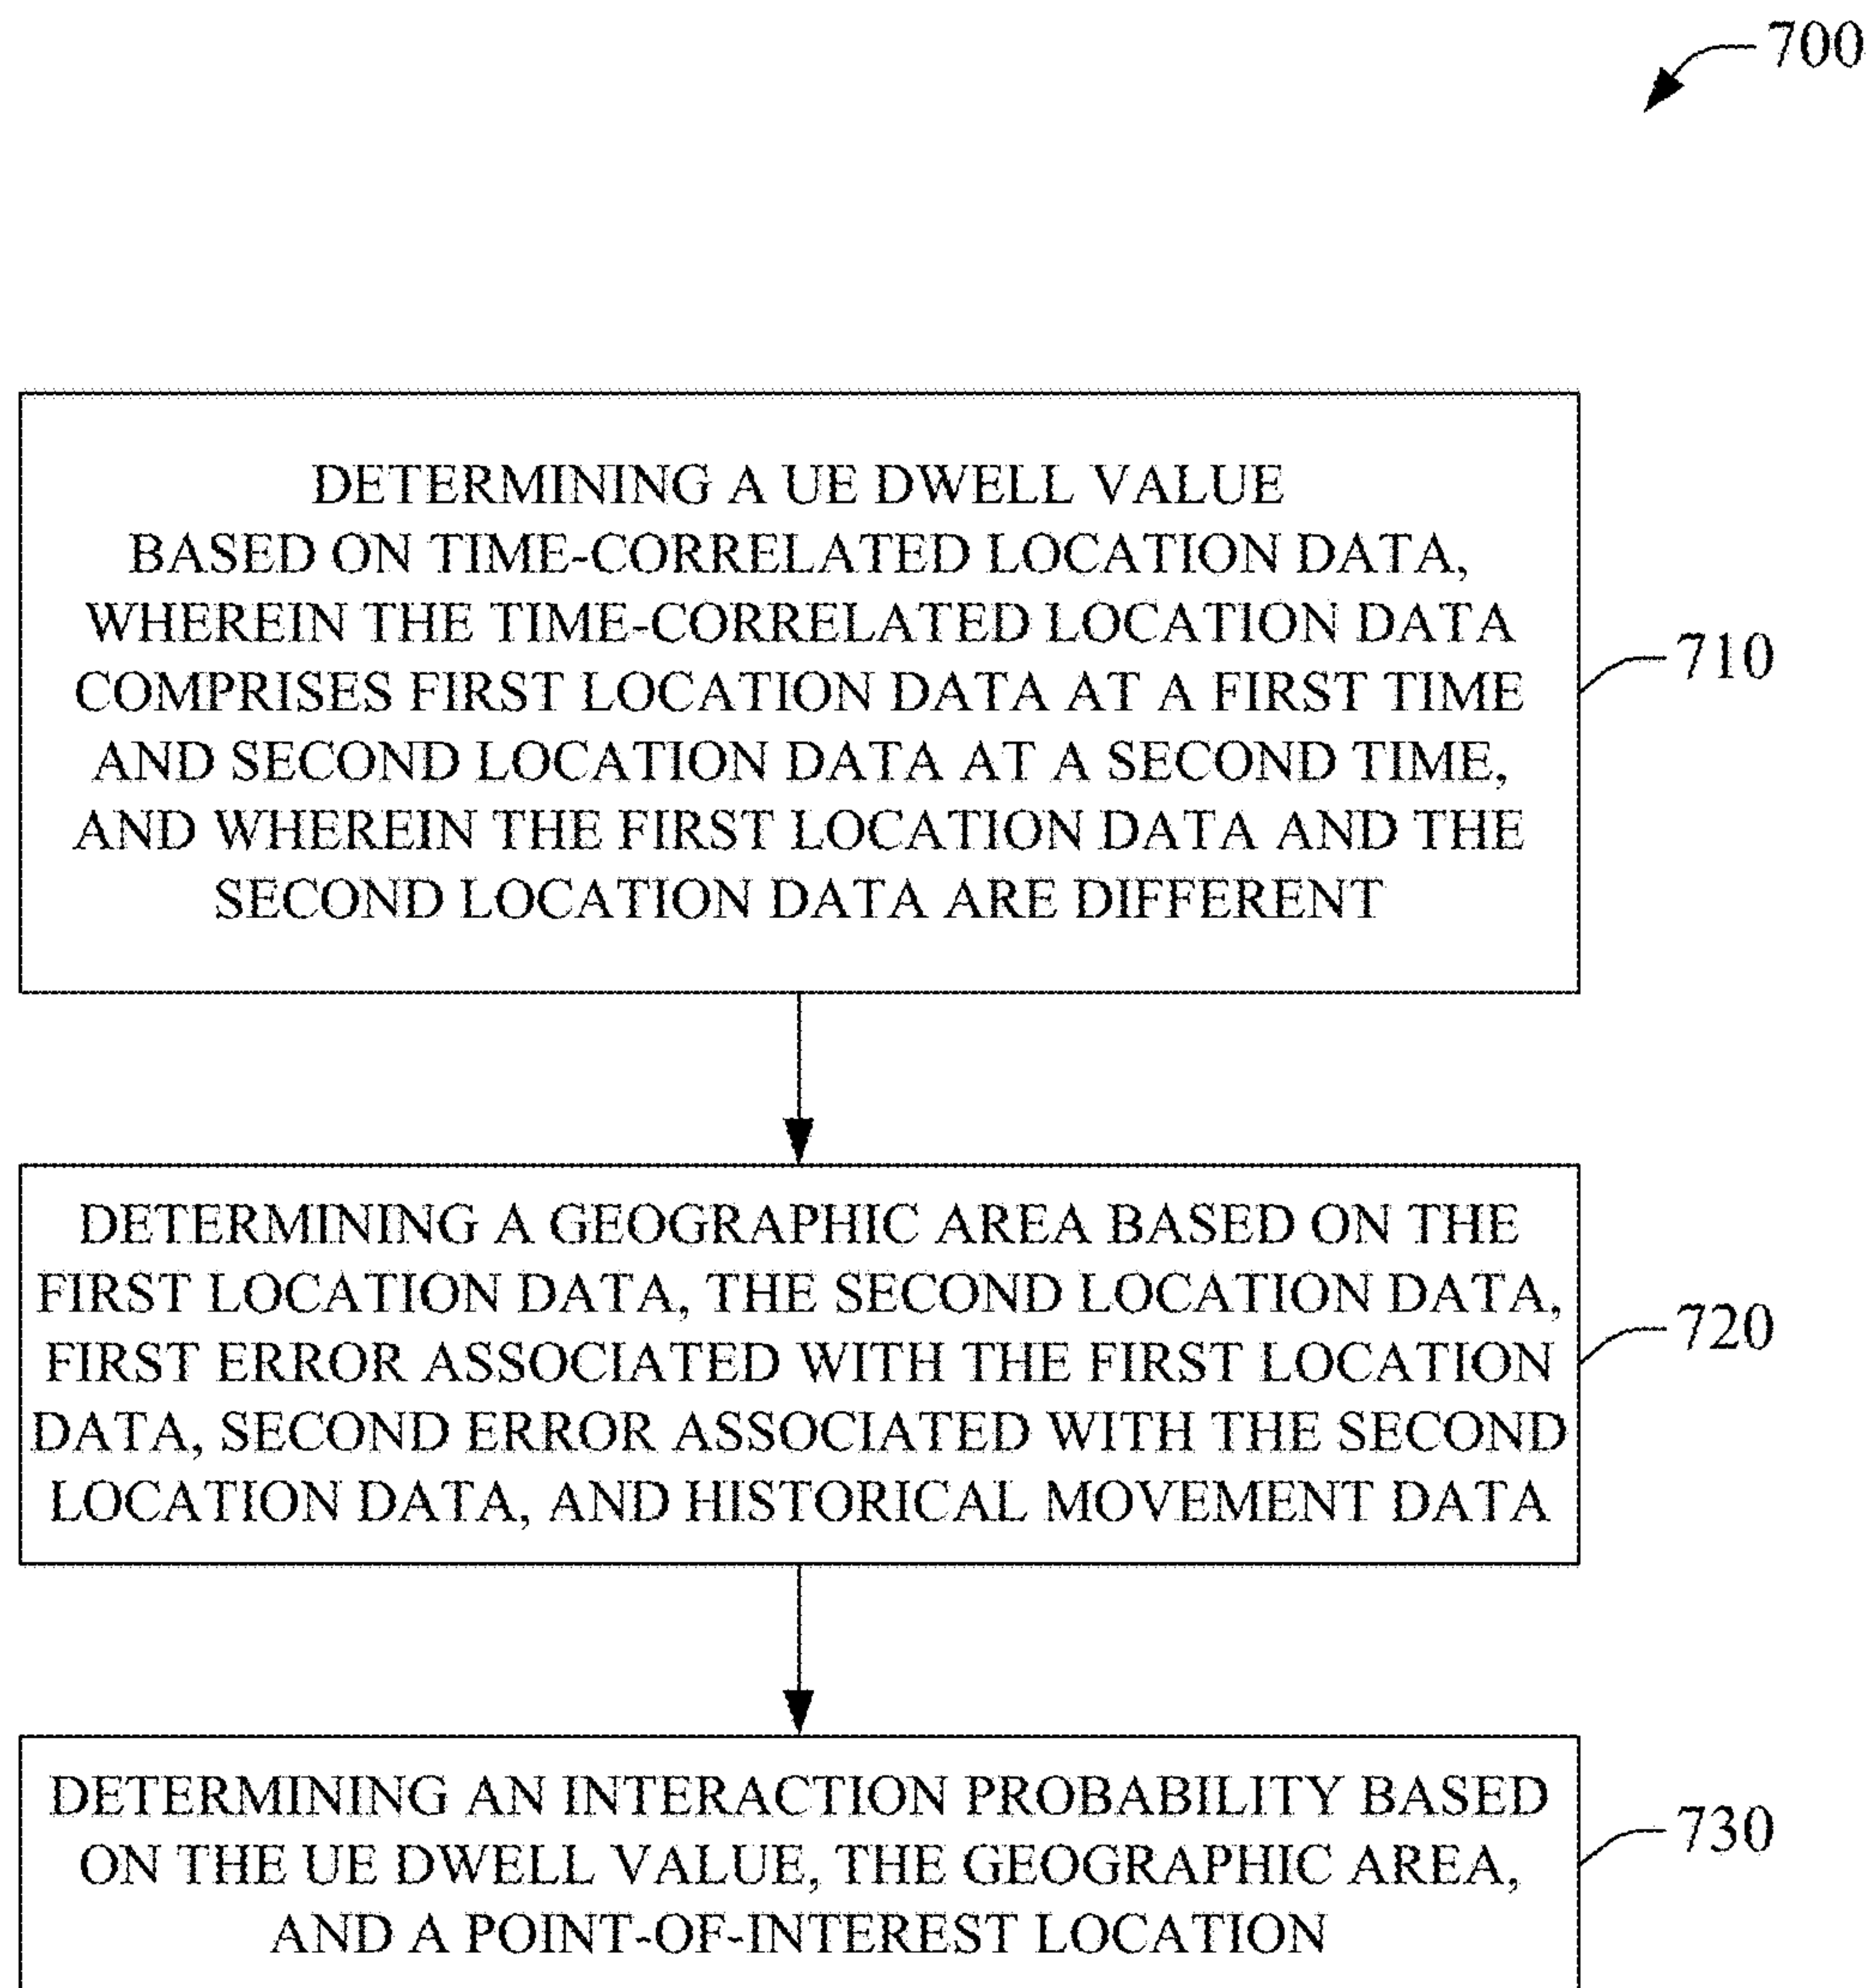 700
DETERMINING A UE DWELL VALUE
BASED ON TIME-CORRELATED LOCATION DATA,
WHEREIN THE TIME-CORRELATED LOCATION DATA
COMPRISES FIRST LOCATION DATA AT A FIRST TIME
AND SECOND LOCATION DATA AT A SECOND TIME,
AND WHEREIN THE FIRST LOCATION DATA AND THE
SECOND LOCATION DATA ARE DIFFERENT
710
DETERMINING A GEOGRAPHIC AREA BASED ON THE
FIRST LOCATION DATA, THE SECOND LOCATION DATA,
FIRST ERROR ASSOCIATED WITH THE FIRST LOCATION
DATA, SECOND ERROR ASSOCIATED WITH THE SECOND
LOCATION DATA, AND HISTORICAL MOVEMENT DATA
720
DETERMINING AN INTERACTION PROBABILITY BASED
ON THE UE DWELL VALUE, THE GEOGRAPHIC AREA,
AND A POINT-OF-INTEREST LOCATION
730